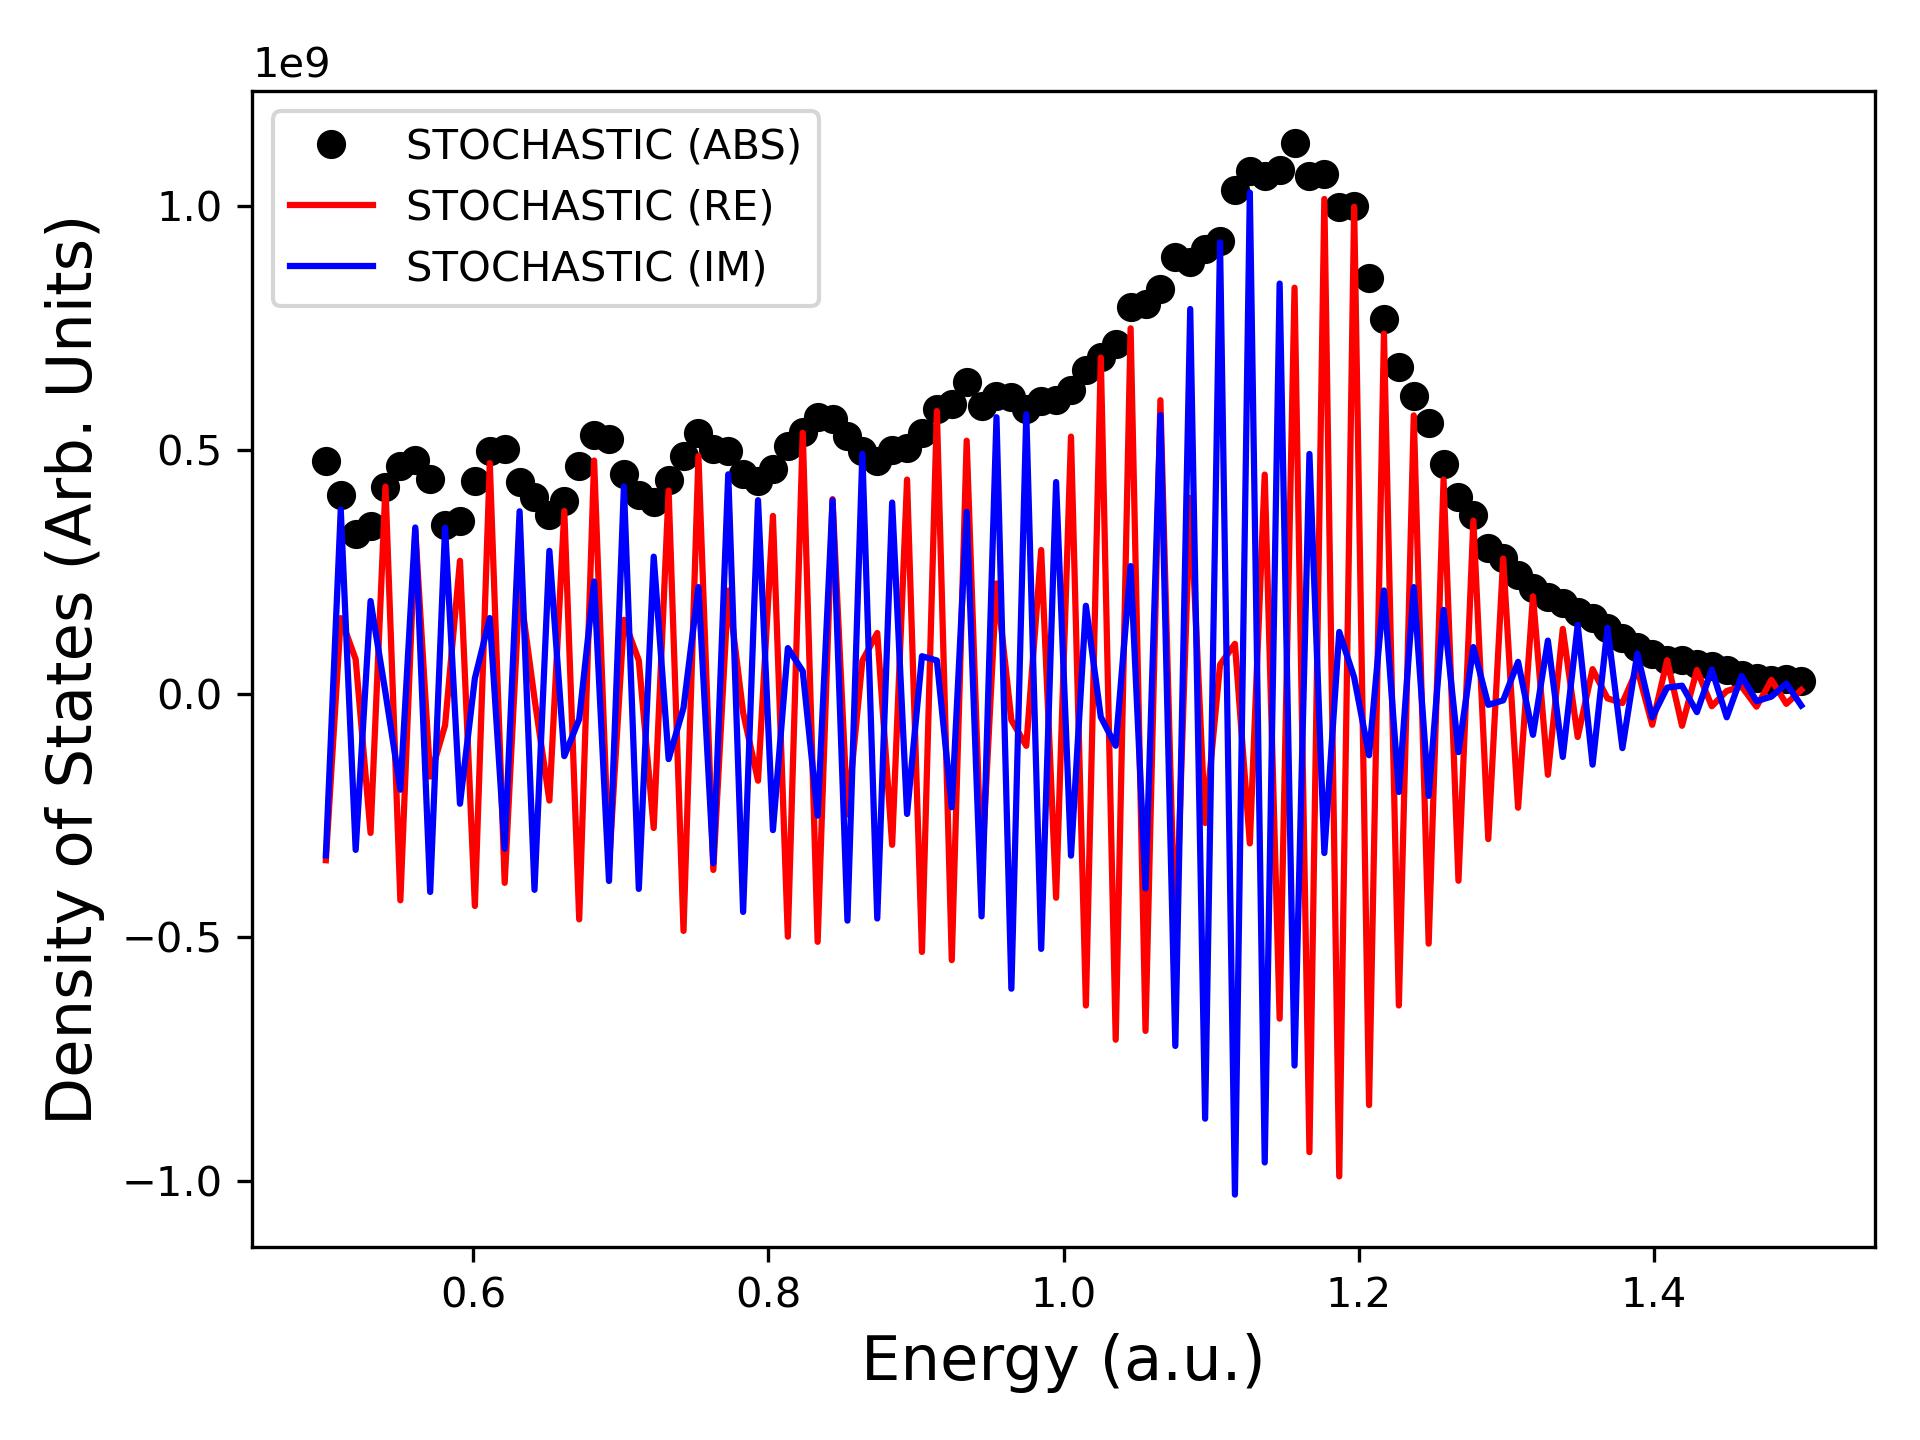 1e9
STOCHASTIC (ABS)
STOCHASTIC (RE)
STOCHASTIC (IM)
1.0
0.5
0.0
−0.5
−1.0
Density of States (Arb. Units)
0.6 0.8 1.0 1.2 1.4
Energy (a.u.)